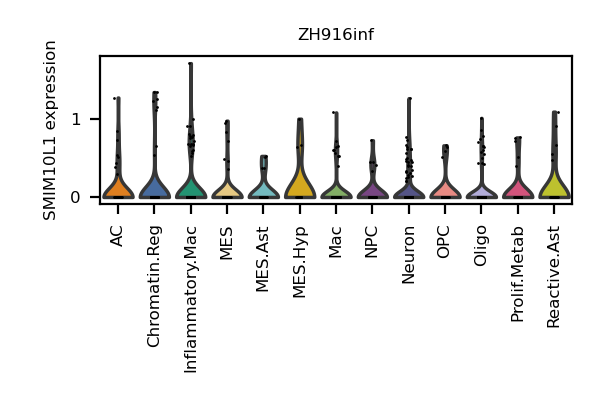 ZH916inf
SMIM10L1 expression
1
0
AC
Chromatin.Reg
Inflammatory.Mac
MES
MES.Ast
MES.Hyp
Mac
NPC
Neuron
OPC
Oligo
Prolif.Metab
Reactive.Ast